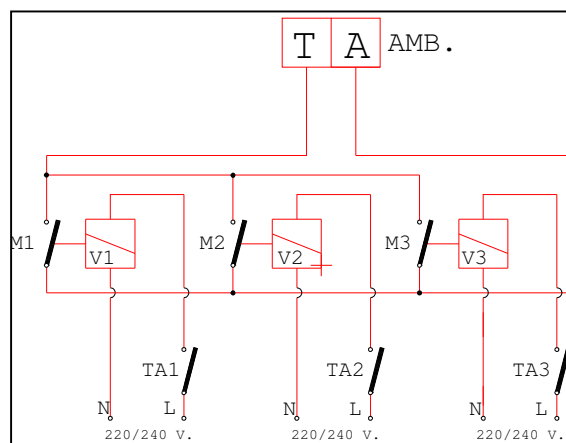 T A AMB.
M1 V1 M2 V2 M3 V3
TA1 TA2 TA3
N L N L N L
220/240 V. 220/240 V. 220/240 V.